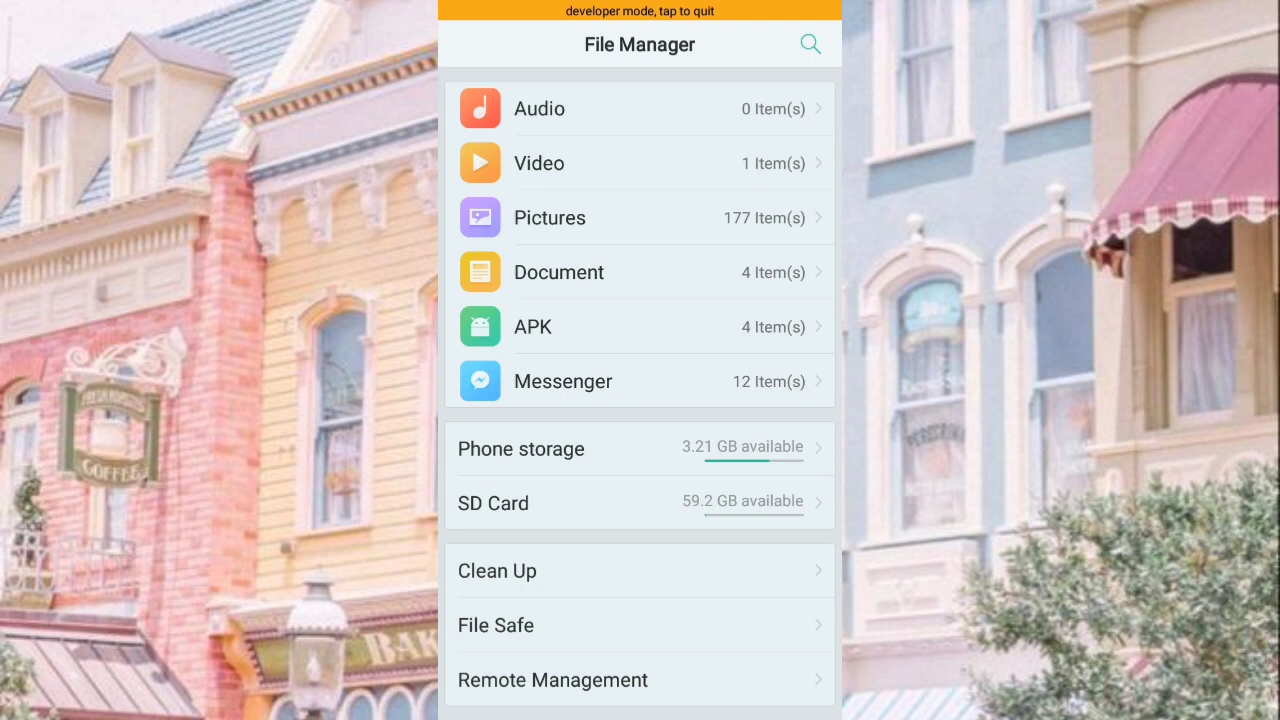 developer mode, tap to quit
File Manager
Audio 0 Item(s)
Video 1 Item(s)
Pictures 177 Item(s)
Document 4 Item(s)
APK 4 Item(s)
Messenger 12 Item(s)
Phone storage 3.21 GB available
SD Card 59.2 GB available
Clean Up
File Safe
Remote Management
COFFEE
BAK